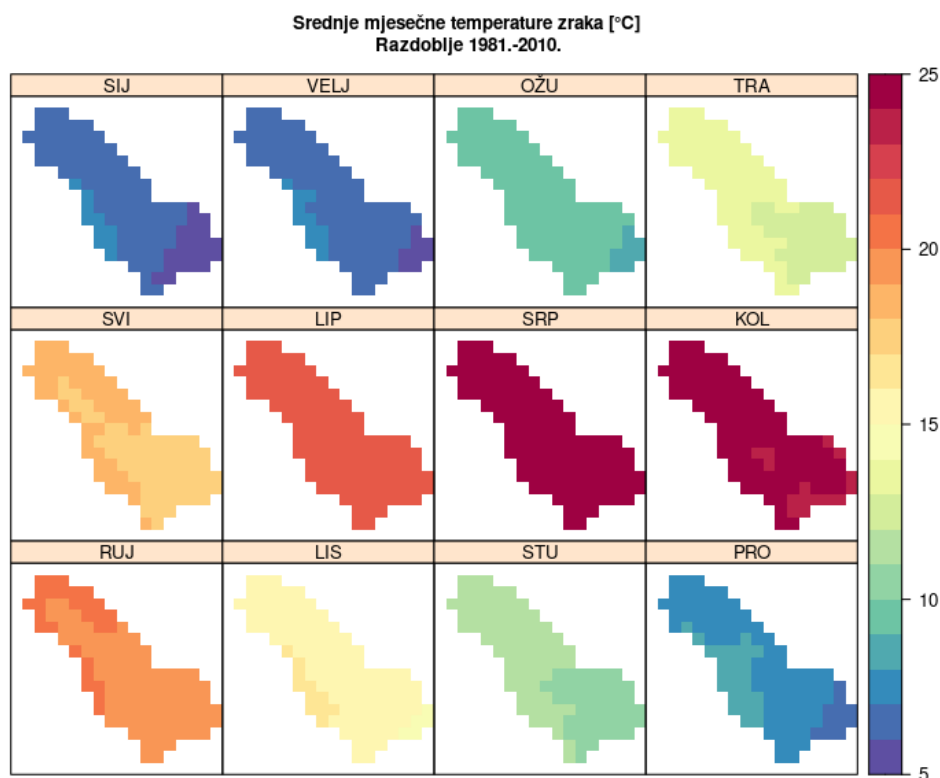 Srednje mjesečne temperature zraka [°C]
Razdoblje 1981.-2010.
SIJ VELJ OŽU TRA
SVI LIP SRP KOL
RUJ LIS STU PRO
25
20
15
10
5